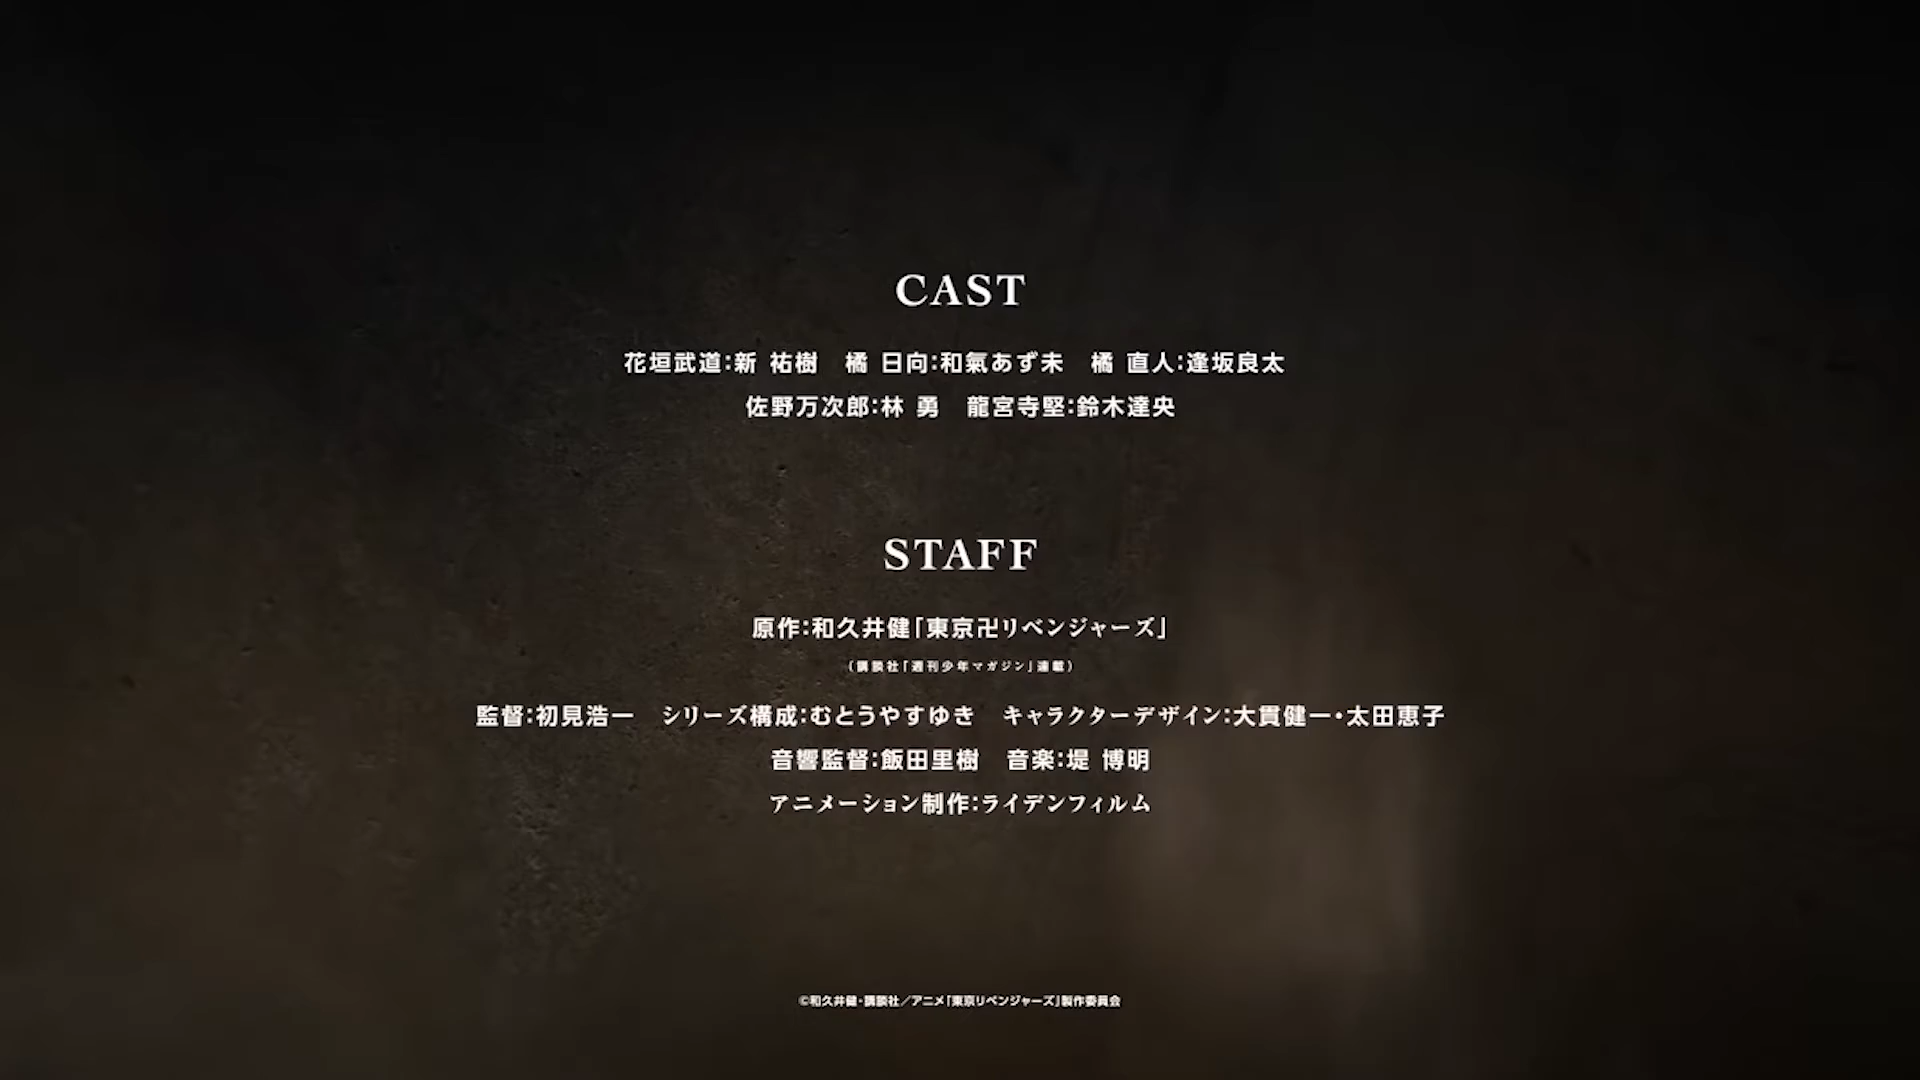 CAST
花垣武道：新 祐樹　橘 日向：和氣あず未　橘 直人：逢坂良太
佐野万次郎：林 勇　龍宮寺堅：鈴木達央
STAFF
原作：和久井健「東京卍リベンジャーズ」
（講談社「週刊少年マガジン」連載）
監督：初見浩一　シリーズ構成：むとうやすゆき　キャラクターデザイン：大貫健一・太田恵子
音響監督：飯田里樹　音楽：堤 博明
アニメーション制作：ライデンフィルム
©和久井健・講談社／アニメ「東京リベンジャーズ」製作委員会